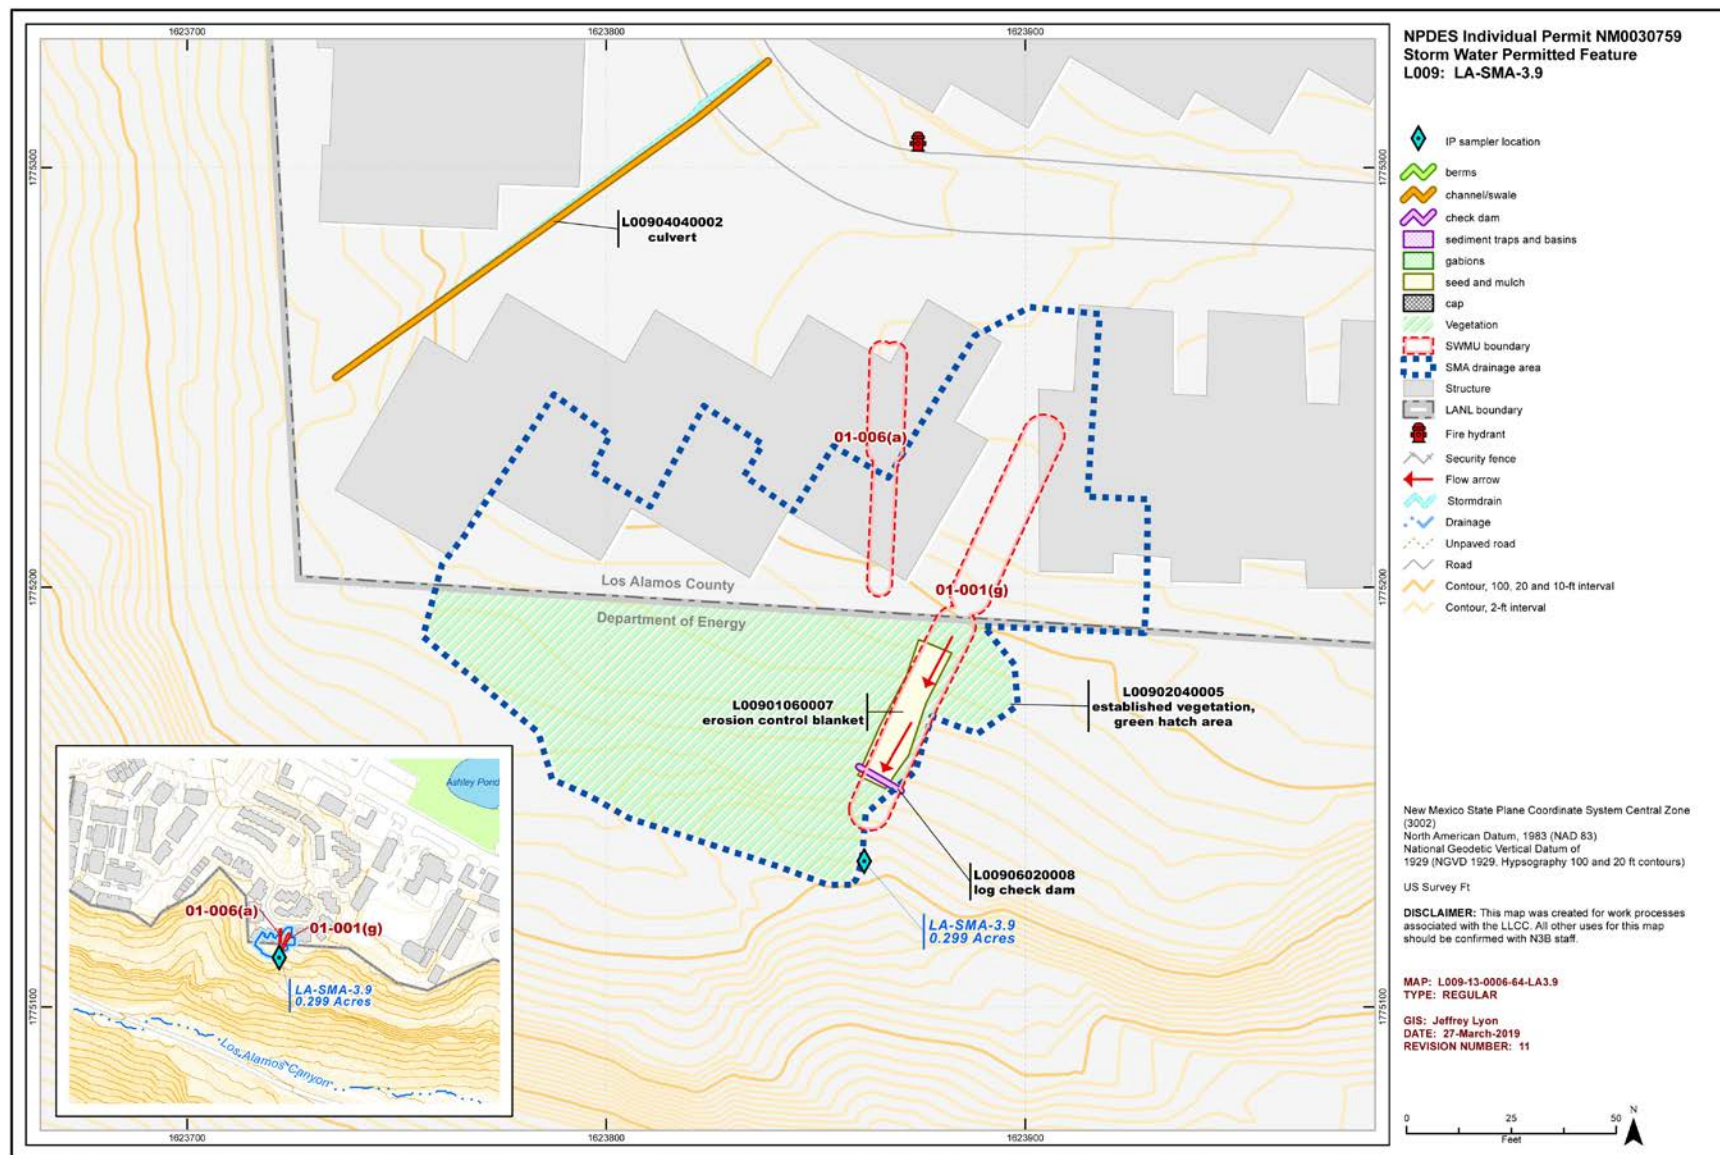 1623700
1623800
1623900
1775300
1775300
L00904040002
culvert
01-006(a)
01-001(g)
1775200
1775200
Los Alamos County
Department of Energy
L00901060007
erosion control blanket
L00902040005
established vegetation,
green hatch area
L00906020008
log check dam
LA-SMA-3.9
0.299 Acres
1775100
1775100
1623700
1623800
1623900
Ashley Pond
01-006(a)
01-001(g)
LA-SMA-3.9
0.299 Acres
Los Alamos Canyon
NPDES Individual Permit NM0030759
Storm Water Permitted Feature
L009: LA-SMA-3.9
IP sampler location
berms
channel/swale
check dam
sediment traps and basins
gabions
seed and mulch
cap
Vegetation
SWMU boundary
SMA drainage area
Structure
LANL boundary
Fire hydrant
Security fence
Flow arrow
Stormdrain
Drainage
Unpaved road
Road
Contour, 100, 20 and 10-ft interval
Contour, 2-ft interval
New Mexico State Plane Coordinate System Central Zone
(3002)
North American Datum, 1983 (NAD 83)
National Geodetic Vertical Datum of
1929 (NGVD 1929. Hypsography 100 and 20 ft contours)
US Survey Ft
DISCLAIMER: This map was created for work processes
associated with the LLCC. All other uses for this map
should be confirmed with N3B staff.
MAP: L009-13-0006-64-LA3.9
TYPE: REGULAR
GIS: Jeffrey Lyon
DATE: 27-March-2019
REVISION NUMBER: 11
0 25 50
Feet
N